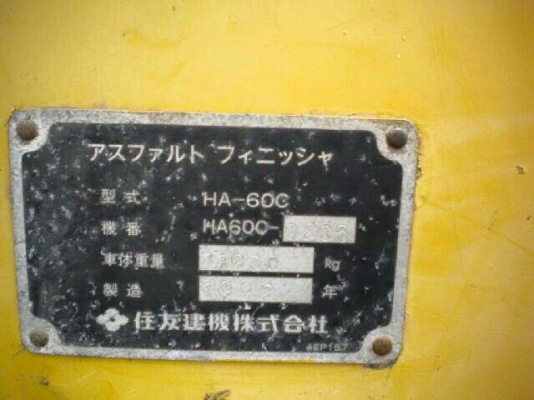 アスファルト フィニッシャ
型式 HA-60C
機番 HA60C-
車体重量 kg
製造 年
住友建機株式会社